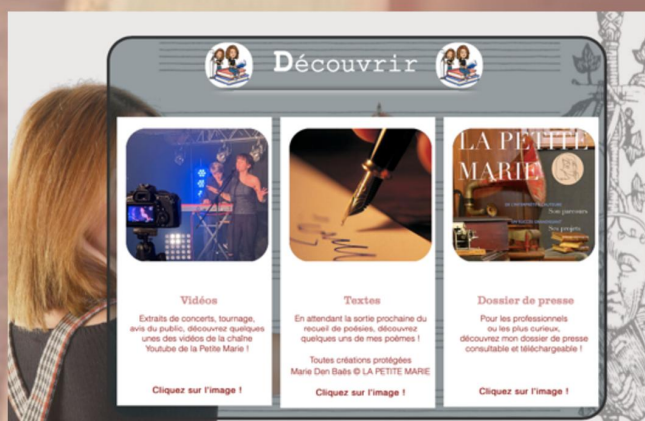 Découvrir
LA PETITE
MARIE
Mon parcours
Mes projets
Vidéos
Extraits de concerts, tournage,
avis du public, découvrez quelques
unes des vidéos de la chaîne
Youtube de la Petite Marie !
Cliquez sur l'image !
Textes
En attendant la sortie prochaine du
recueil de poésies, découvrez
quelques uns de mes poèmes !
Toutes créations protégées
Marie Den Baës © LA PETITE MARIE
Cliquez sur l'image !
Dossier de presse
Pour les professionnels
ou les plus curieux,
découvrez mon dossier de presse
consultable et téléchargeable !
Cliquez sur l'image !